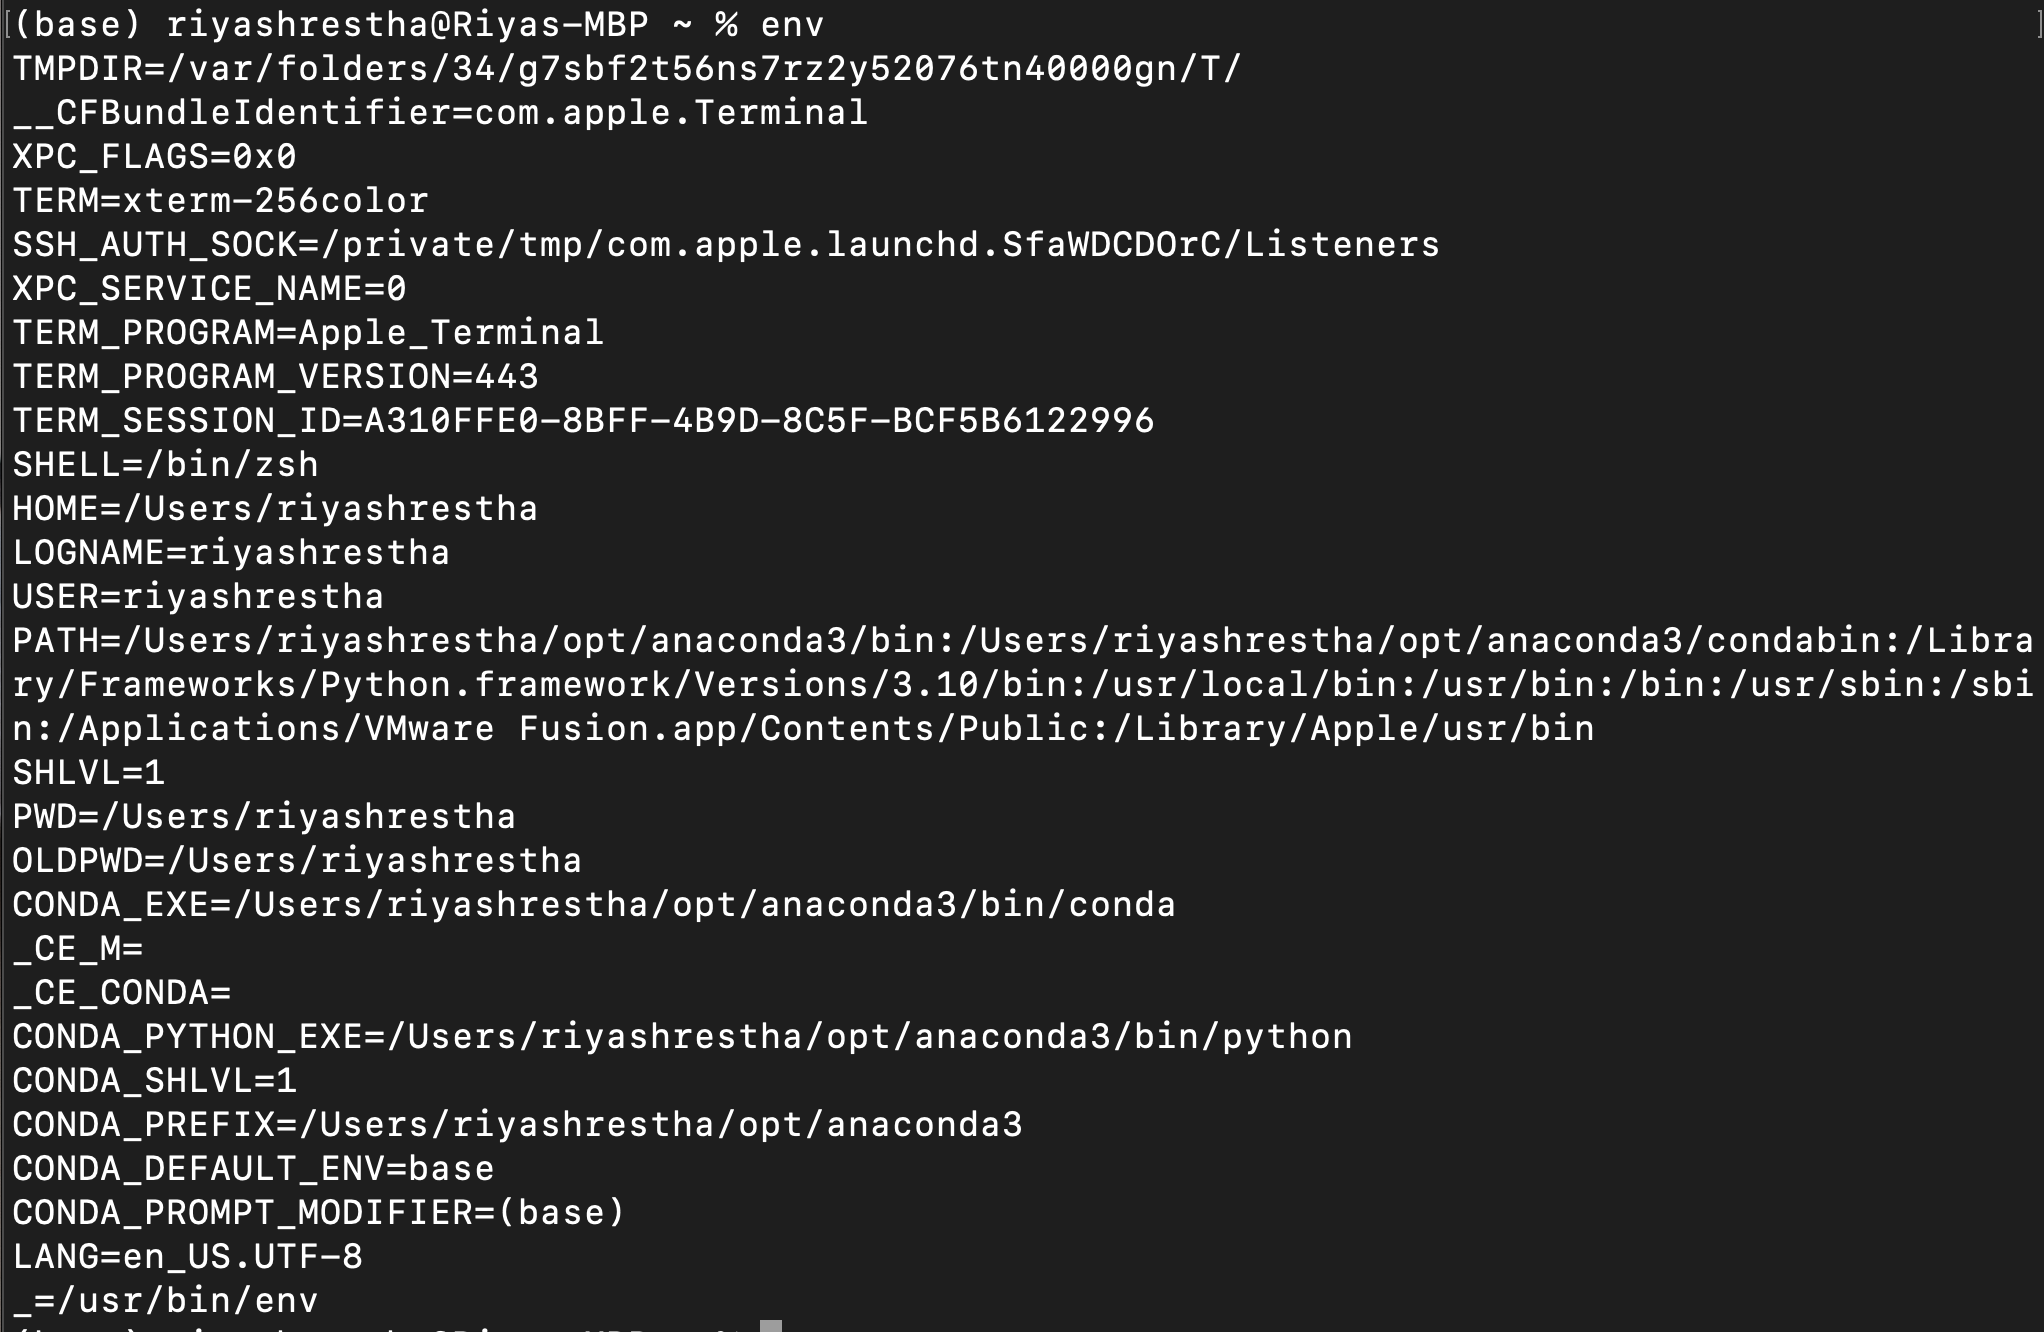 (base) riyashrestha@Riyas-MBP ~ % env
TMPDIR=/var/folders/34/g7sbf2t56ns7rz2y52076tn40000gn/T/
__CFBundleIdentifier=com.apple.Terminal
XPC_FLAGS=0x0
TERM=xterm-256color
SSH_AUTH_SOCK=/private/tmp/com.apple.launchd.SfaWDCDOrC/Listeners
XPC_SERVICE_NAME=0
TERM_PROGRAM=Apple_Terminal
TERM_PROGRAM_VERSION=443
TERM_SESSION_ID=A310FFE0-8BFF-4B9D-8C5F-BCF5B6122996
SHELL=/bin/zsh
HOME=/Users/riyashrestha
LOGNAME=riyashrestha
USER=riyashrestha
PATH=/Users/riyashrestha/opt/anaconda3/bin:/Users/riyashrestha/opt/anaconda3/condabin:/Libra
ry/Frameworks/Python.framework/Versions/3.10/bin:/usr/local/bin:/usr/bin:/bin:/usr/sbin:/sbi
n:/Applications/VMware Fusion.app/Contents/Public:/Library/Apple/usr/bin
SHLVL=1
PWD=/Users/riyashrestha
OLDPWD=/Users/riyashrestha
CONDA_EXE=/Users/riyashrestha/opt/anaconda3/bin/conda
_CE_M=
_CE_CONDA=
CONDA_PYTHON_EXE=/Users/riyashrestha/opt/anaconda3/bin/python
CONDA_SHLVL=1
CONDA_PREFIX=/Users/riyashrestha/opt/anaconda3
CONDA_DEFAULT_ENV=base
CONDA_PROMPT_MODIFIER=(base)
LANG=en_US.UTF-8
_=/usr/bin/env